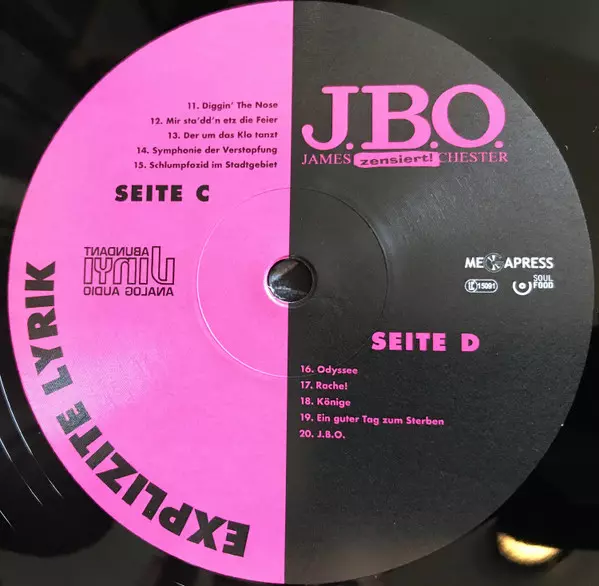 11. Diggin' The Nose
12. Mir sta'dd'n etz die Feier
13. Der um das Klo tanzt
14. Symphonie der Verstopfung
15. Schlumpfozid im Stadtgebiet
SEITE C
ABUNDANT
VINYL
ANALOG AUDIO
EXPLIZITE LYRIK
J.B.O.
JAMES zensiert! CHESTER
MEGAPRESS
LC 15091
SOUL FOOD
SEITE D
16. Odyssee
17. Rache!
18. Könige
19. Ein guter Tag zum Sterben
20. J.B.O.